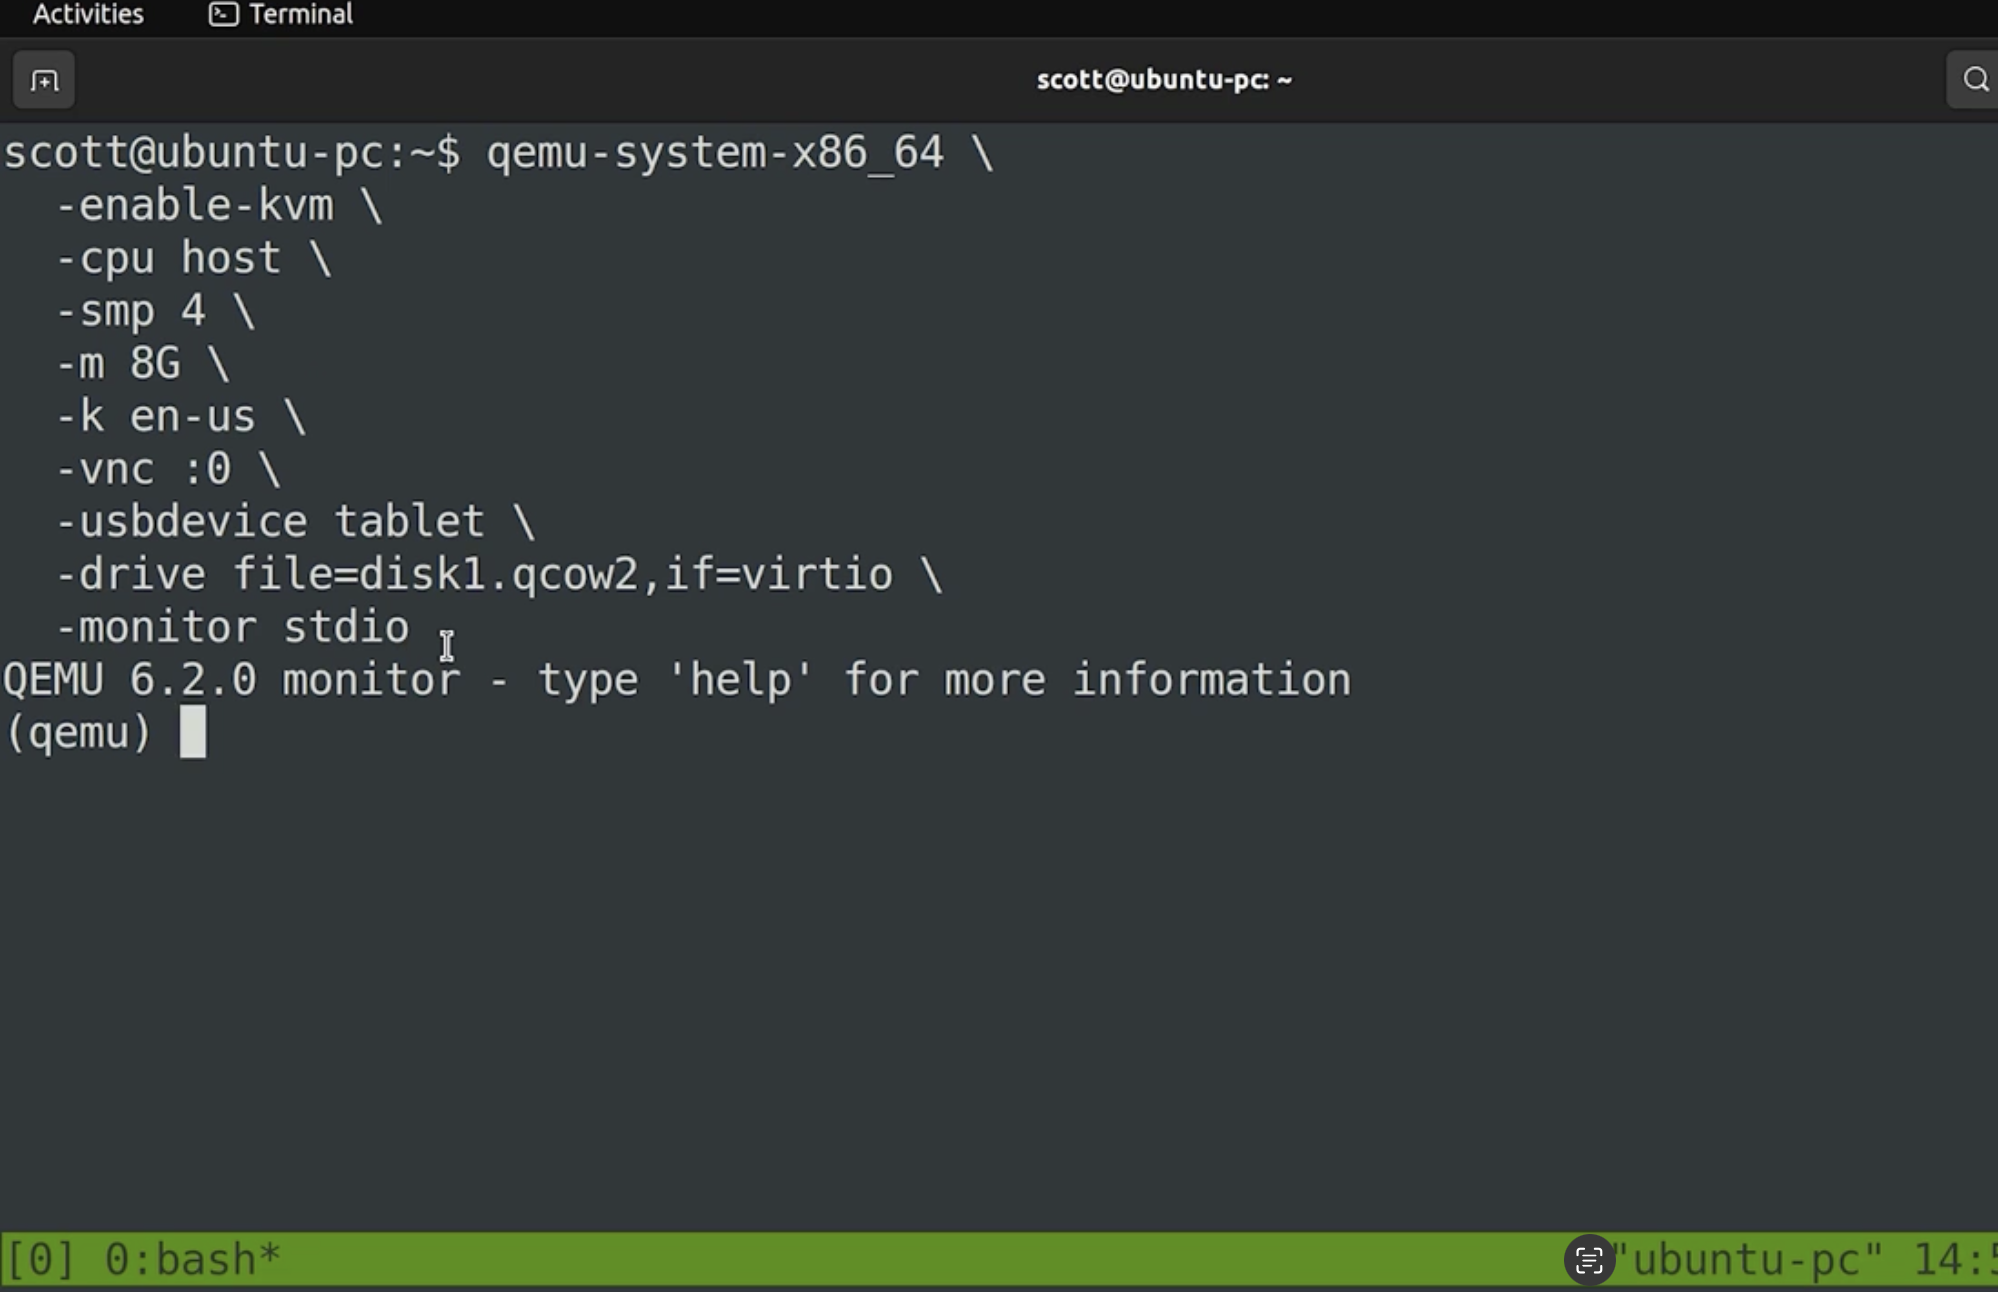 Activities Terminal
scott@ubuntu-pc: ~
scott@ubuntu-pc:~$ qemu-system-x86_64 \
  -enable-kvm \
  -cpu host \
  -smp 4 \
  -m 8G \
  -k en-us \
  -vnc :0 \
  -usbdevice tablet \
  -drive file=disk1.qcow2,if=virtio \
  -monitor stdio
QEMU 6.2.0 monitor - type 'help' for more information
(qemu)
[0] 0:bash* "ubuntu-pc" 14: